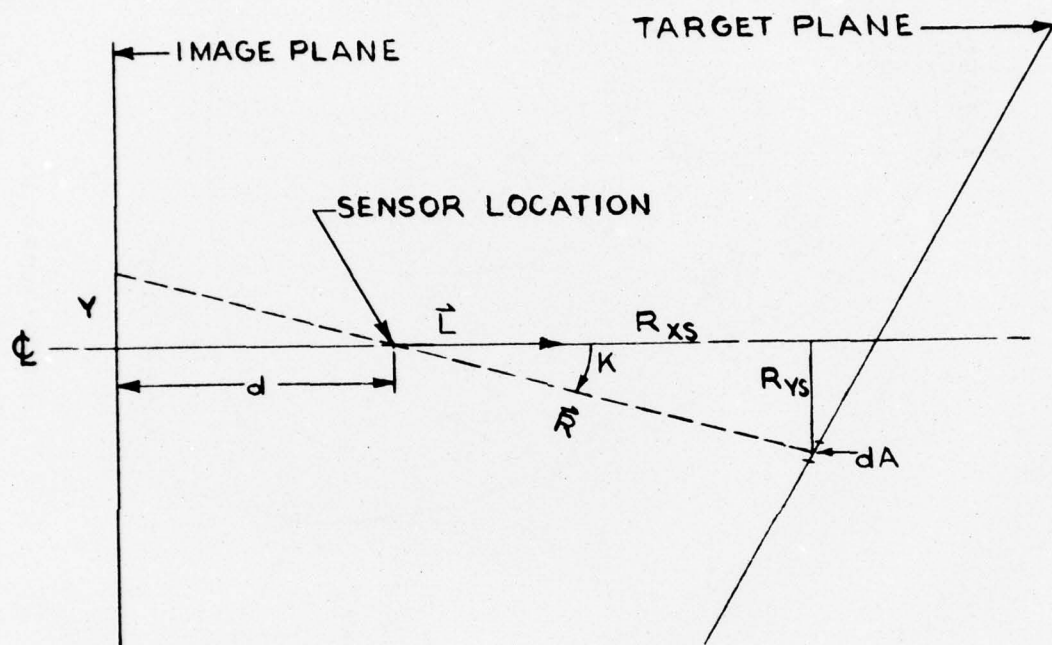 TARGET PLANE
IMAGE PLANE
SENSOR LOCATION
Y
L
R XS
℄
K
d
R YS
R
dA